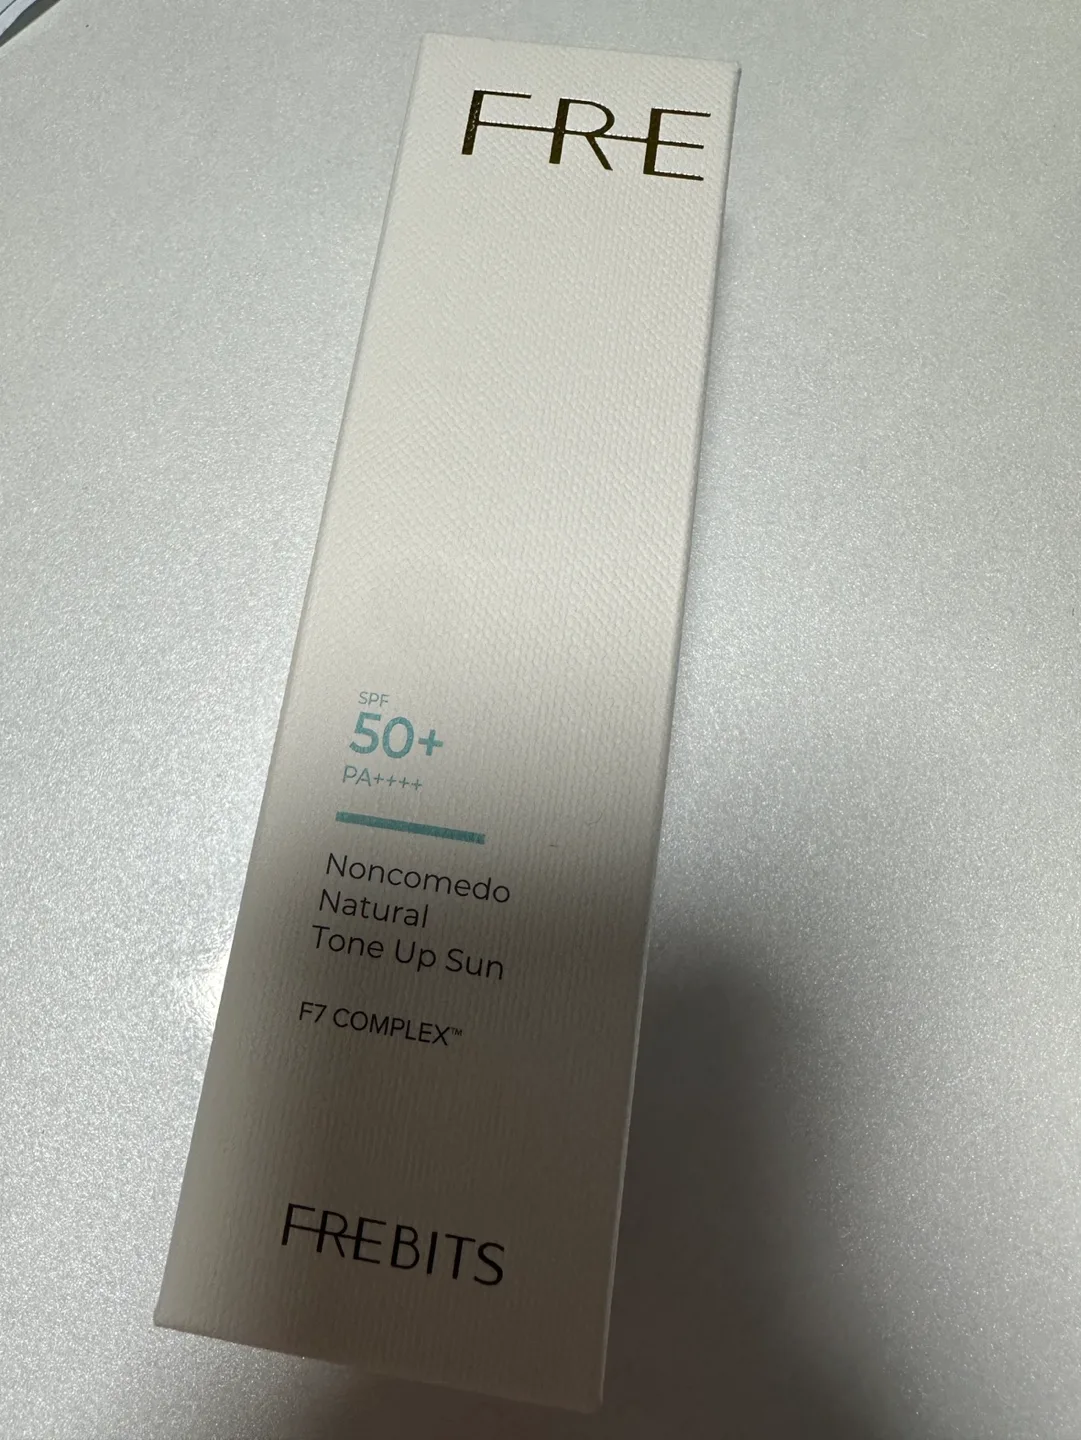 FRE
SPF
50+
PA++++
Noncomedo
Natural
Tone Up Sun
F7 COMPLEX™
FREBITS